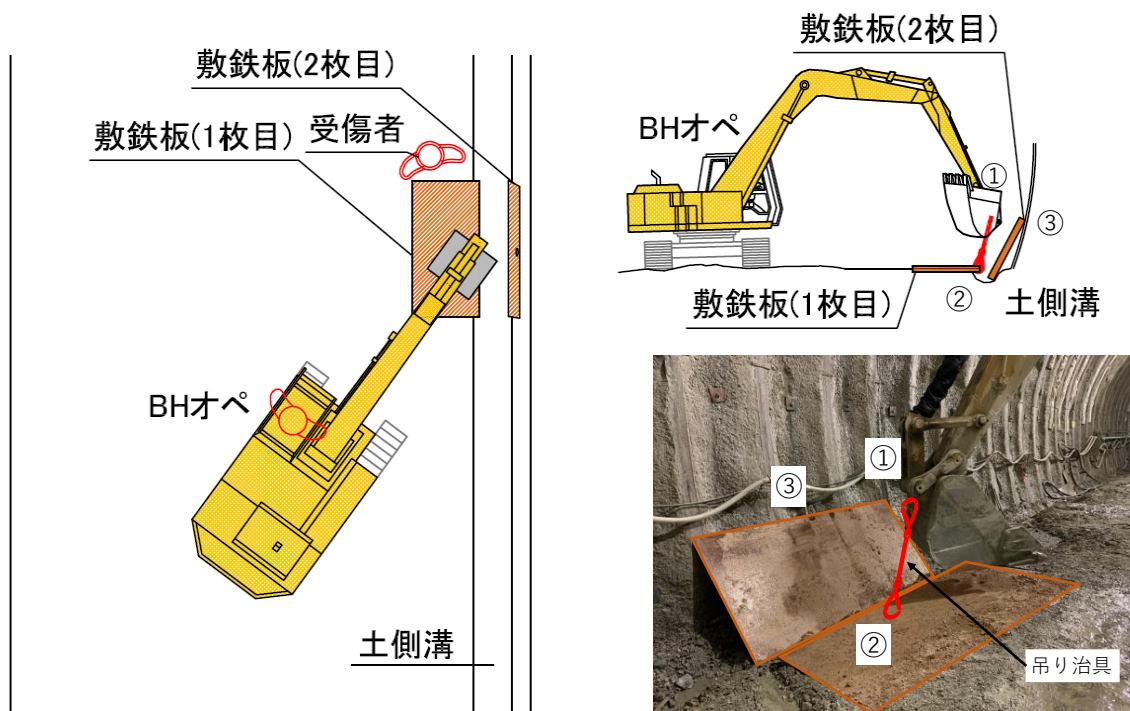 敷鉄板(2枚目)
敷鉄板(1枚目)
受傷者
BHオペ
土側溝
敷鉄板(2枚目)
BHオペ
①
③
②
土側溝
敷鉄板(1枚目)
①
③
②
吊り治具